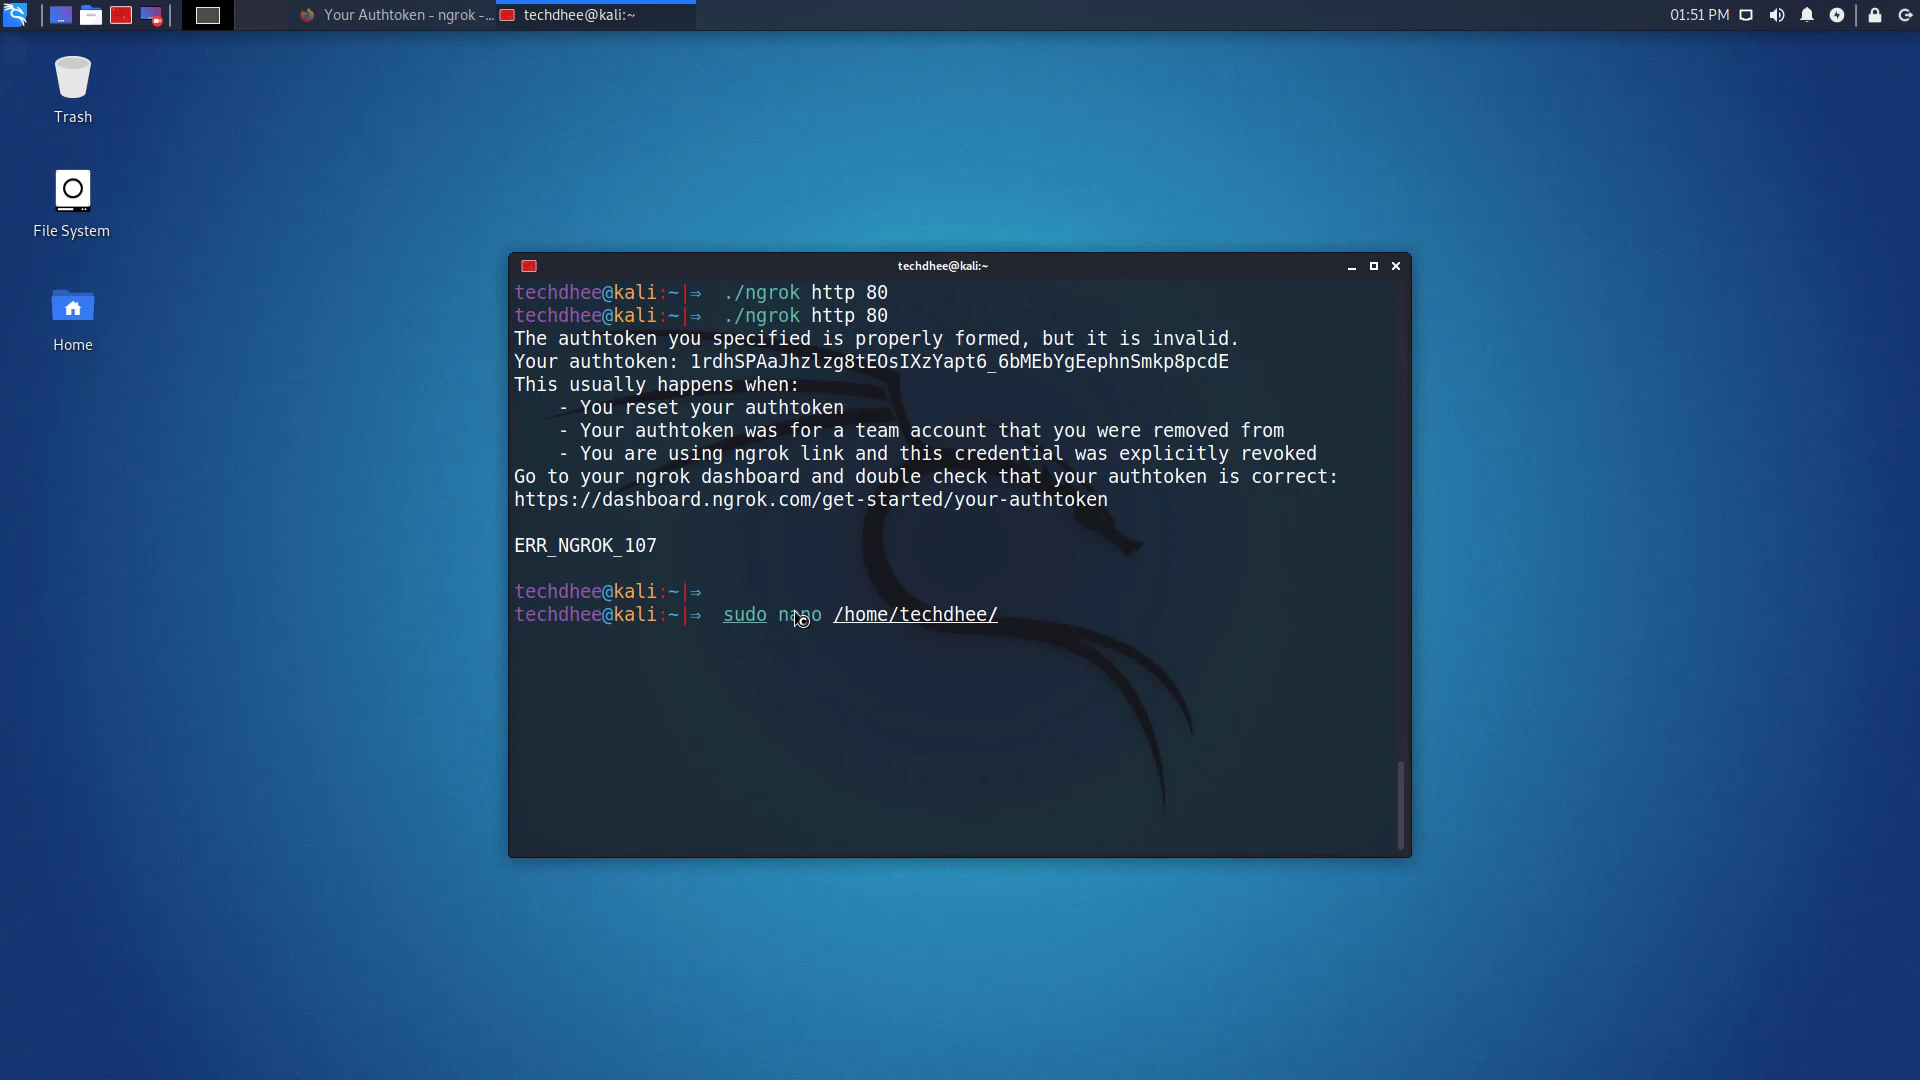 Your Authtoken - ngrok -...
techdhee@kali:~
01:51 PM
Trash
File System
Home
techdhee@kali:~
techdhee@kali:~|⇒  ./ngrok http 80
techdhee@kali:~|⇒  ./ngrok http 80
The authtoken you specified is properly formed, but it is invalid.
Your authtoken: 1rdhSPAaJhzlzg8tEOsIXzYapt6_6bMEbYgEephnSmkp8pcdE
This usually happens when:
    - You reset your authtoken
    - Your authtoken was for a team account that you were removed from
    - You are using ngrok link and this credential was explicitly revoked
Go to your ngrok dashboard and double check that your authtoken is correct:
https://dashboard.ngrok.com/get-started/your-authtoken
ERR_NGROK_107
techdhee@kali:~|⇒
techdhee@kali:~|⇒  sudo nano /home/techdhee/